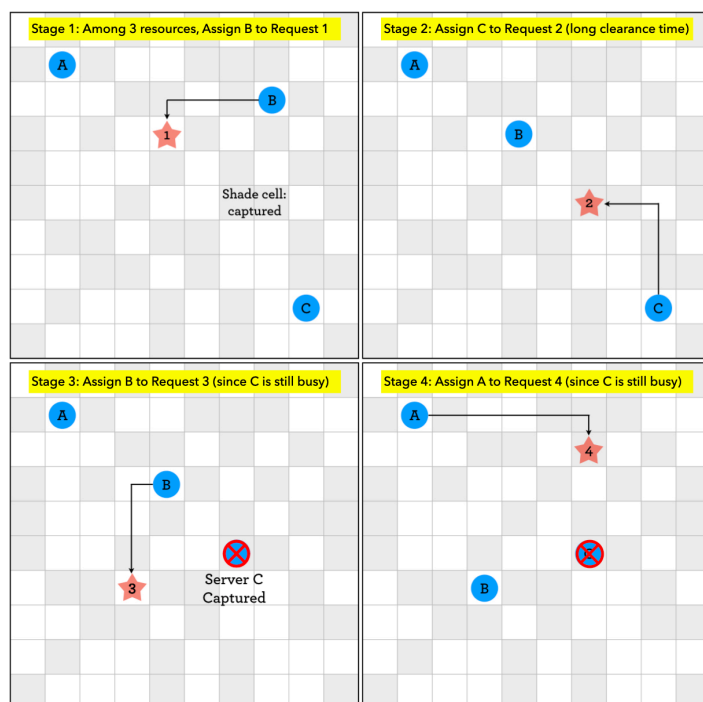 Stage 1: Among 3 resources, Assign B to Request 1
A
B
1
Shade cell:
captured
C
Stage 2: Assign C to Request 2 (long clearance time)
A
B
2
C
Stage 3: Assign B to Request 3 (since C is still busy)
A
B
3
Server C
Captured
Stage 4: Assign A to Request 4 (since C is still busy)
A
4
B